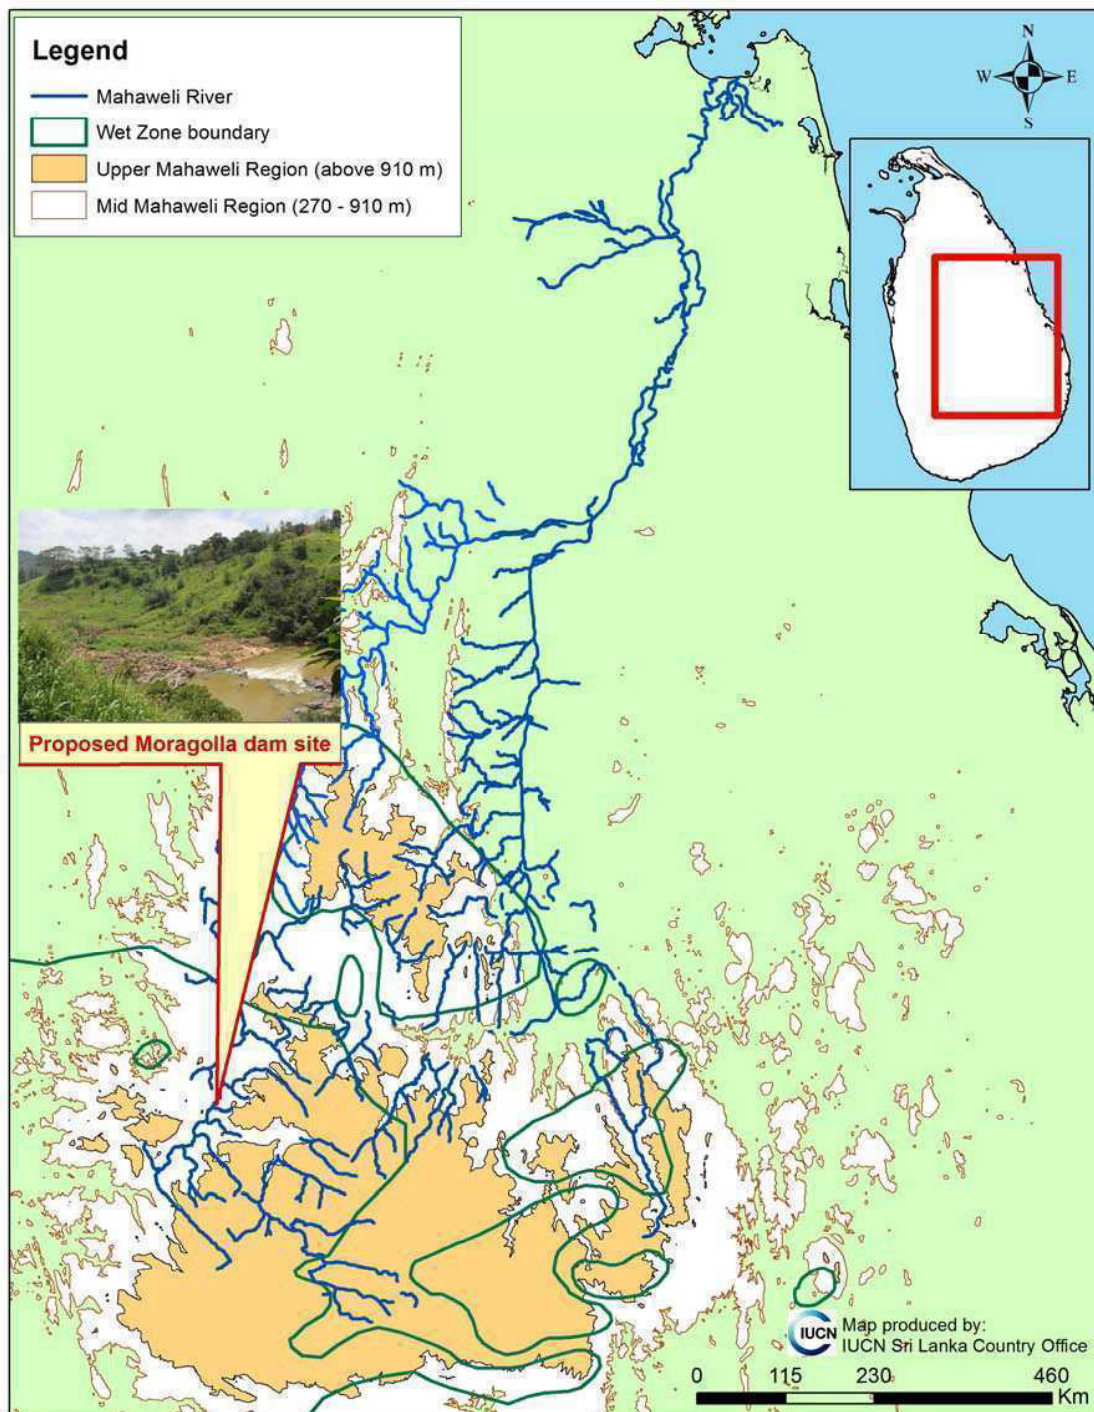 Legend
Mahaweli River
Wet Zone boundary
Upper Mahaweli Region (above 910 m)
Mid Mahaweli Region (270 - 910 m)
N
W E
S
Proposed Moragolla dam site
IUCN
Map produced by:
IUCN Sri Lanka Country Office
0 115 230 460
Km